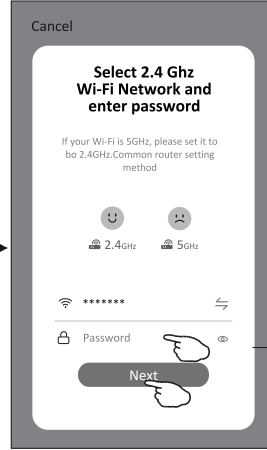 Cancel
Select 2.4 Ghz
Wi-Fi Network and
enter password
If your Wi-Fi is 5GHz, please set it to
bo 2.4GHz.Common router setting
method
2.4GHz 5GHz
*******
Password
Next